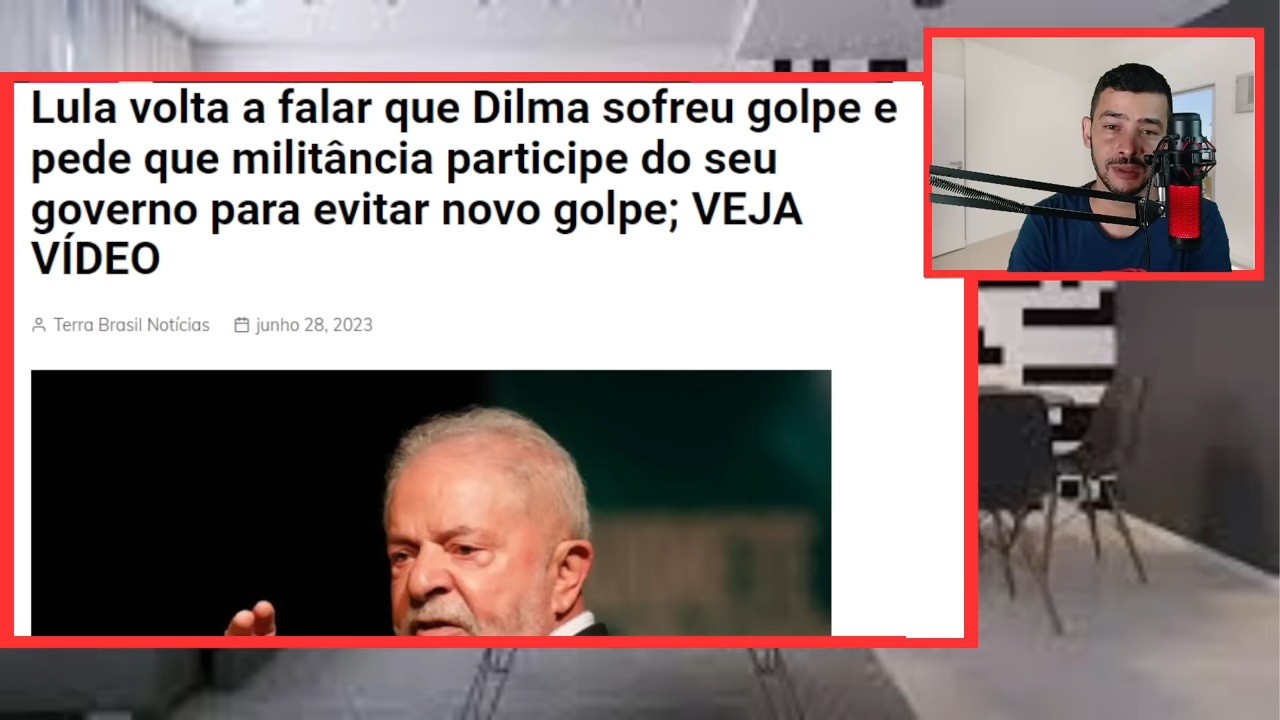 Lula volta a falar que Dilma sofreu golpe e
pede que militância participe do seu
governo para evitar novo golpe; VEJA
VÍDEO
Terra Brasil Notícias junho 28, 2023